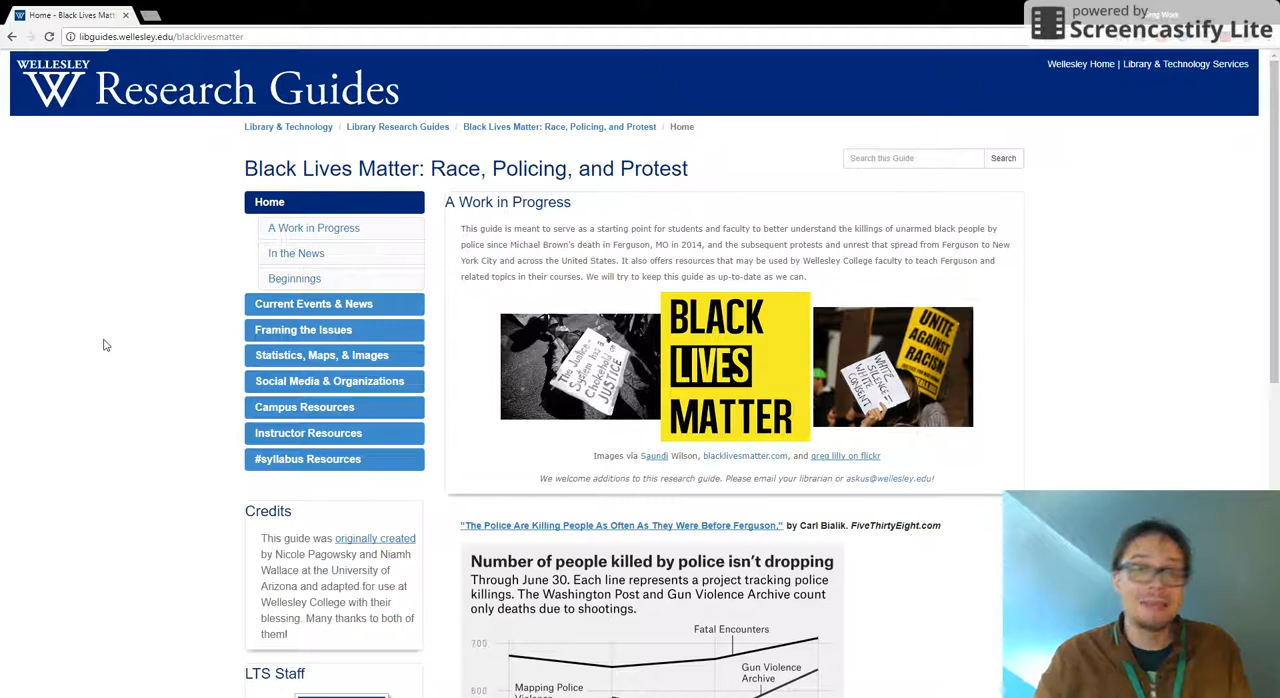 Home - Black Lives Matt
powered by
Screencastify Lite
libguides.wellesley.edu/blacklivesmatter
WELLESLEY
W Research Guides
Wellesley Home | Library & Technology Services
Library & Technology / Library Research Guides / Black Lives Matter: Race, Policing, and Protest / Home
Black Lives Matter: Race, Policing, and Protest
Search this Guide
Search
Home
A Work in Progress
In the News
Beginnings
Current Events & News
Framing the Issues
Statistics, Maps, & Images
Social Media & Organizations
Campus Resources
Instructor Resources
#syllabus Resources
A Work in Progress
This guide is meant to serve as a starting point for students and faculty to better understand the killings of unarmed black people by
police since Michael Brown's death in Ferguson, MO in 2014, and the subsequent protests and unrest that spread from Ferguson to New
York City and across the United States. It also offers resources that may be used by Wellesley College faculty to teach Ferguson and
related topics in their courses. We will try to keep this guide as up-to-date as we can.
The Justice
System has a
Chokehold on
JUSTICE
BLACK
LIVES
MATTER
WHITE
SILENCE=
WHITE
CONSENT
UNITE
AGAINST
RACISM
Images via Saundi Wilson, blacklivesmatter.com, and greg lilly on flickr
We welcome additions to this research guide. Please email your librarian or askus@wellesley.edu!
Credits
This guide was originally created
by Nicole Pagowsky and Niamh
Wallace at the University of
Arizona and adapted for use at
Wellesley College with their
blessing. Many thanks to both of
them!
LTS Staff
"The Police Are Killing People As Often As They Were Before Ferguson," by Carl Bialik. FiveThirtyEight.com
Number of people killed by police isn't dropping
Through June 30. Each line represents a project tracking police
killings. The Washington Post and Gun Violence Archive count
only deaths due to shootings.
Fatal Encounters
700
Gun Violence
Archive
Mapping Police
600